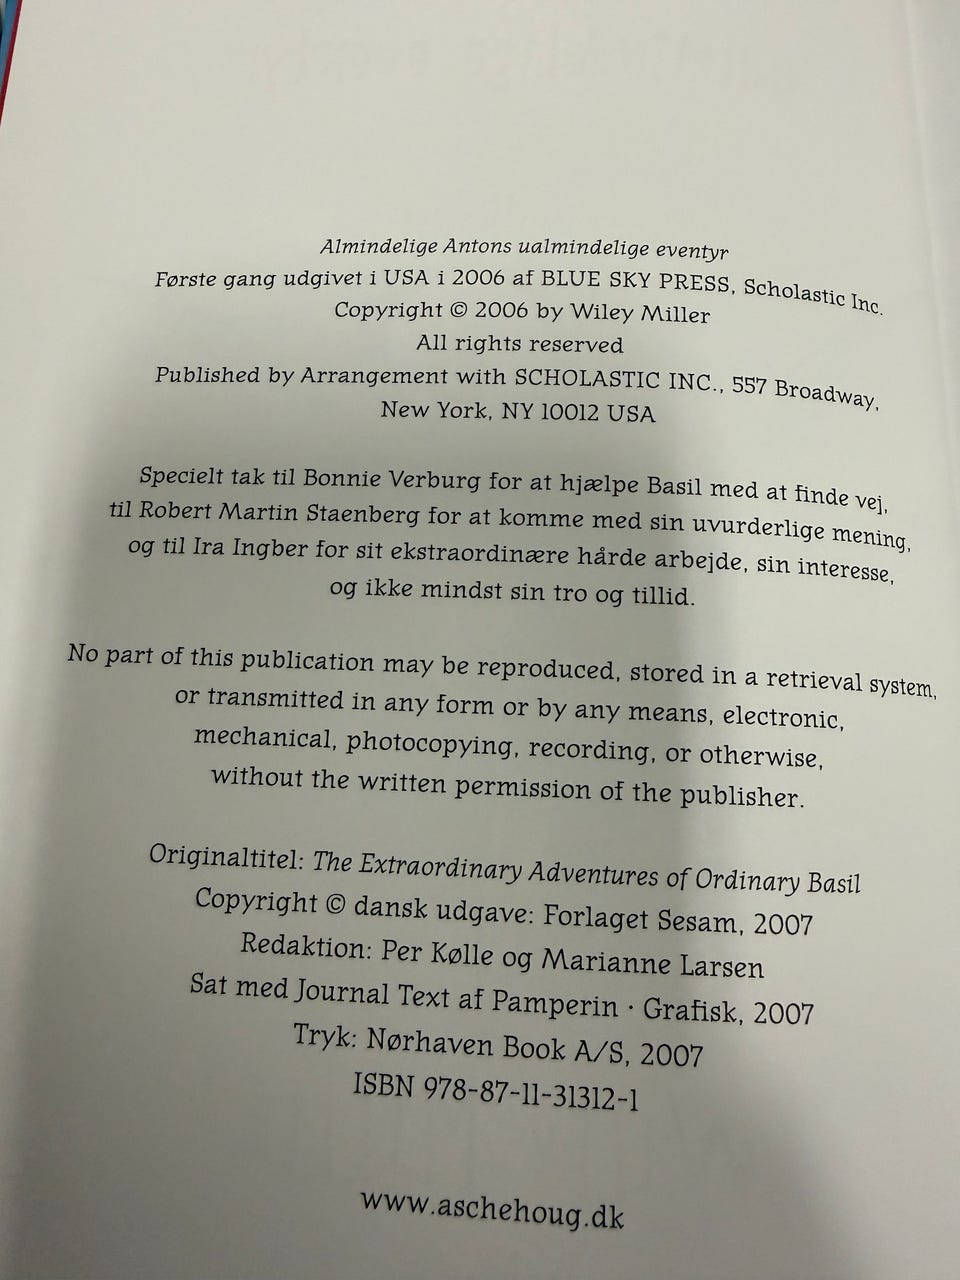 Almindelige Antons ualmindelige eventyr
Første gang udgivet i USA i 2006 af BLUE SKY PRESS, Scholastic Inc.
Copyright © 2006 by Wiley Miller
All rights reserved
Published by Arrangement with SCHOLASTIC INC., 557 Broadway,
New York, NY 10012 USA
Specielt tak til Bonnie Verburg for at hjælpe Basil med at finde vej,
til Robert Martin Staenberg for at komme med sin uvurderlige mening,
og til Ira Ingber for sit ekstraordinære hårde arbejde, sin interesse,
og ikke mindst sin tro og tillid.
No part of this publication may be reproduced, stored in a retrieval system,
or transmitted in any form or by any means, electronic,
mechanical, photocopying, recording, or otherwise,
without the written permission of the publisher.
Originaltitel: The Extraordinary Adventures of Ordinary Basil
Copyright © dansk udgave: Forlaget Sesam, 2007
Redaktion: Per Kølle og Marianne Larsen
Sat med Journal Text af Pamperin · Grafisk, 2007
Tryk: Nørhaven Book A/S, 2007
ISBN 978-87-11-31312-1
www.aschehoug.dk